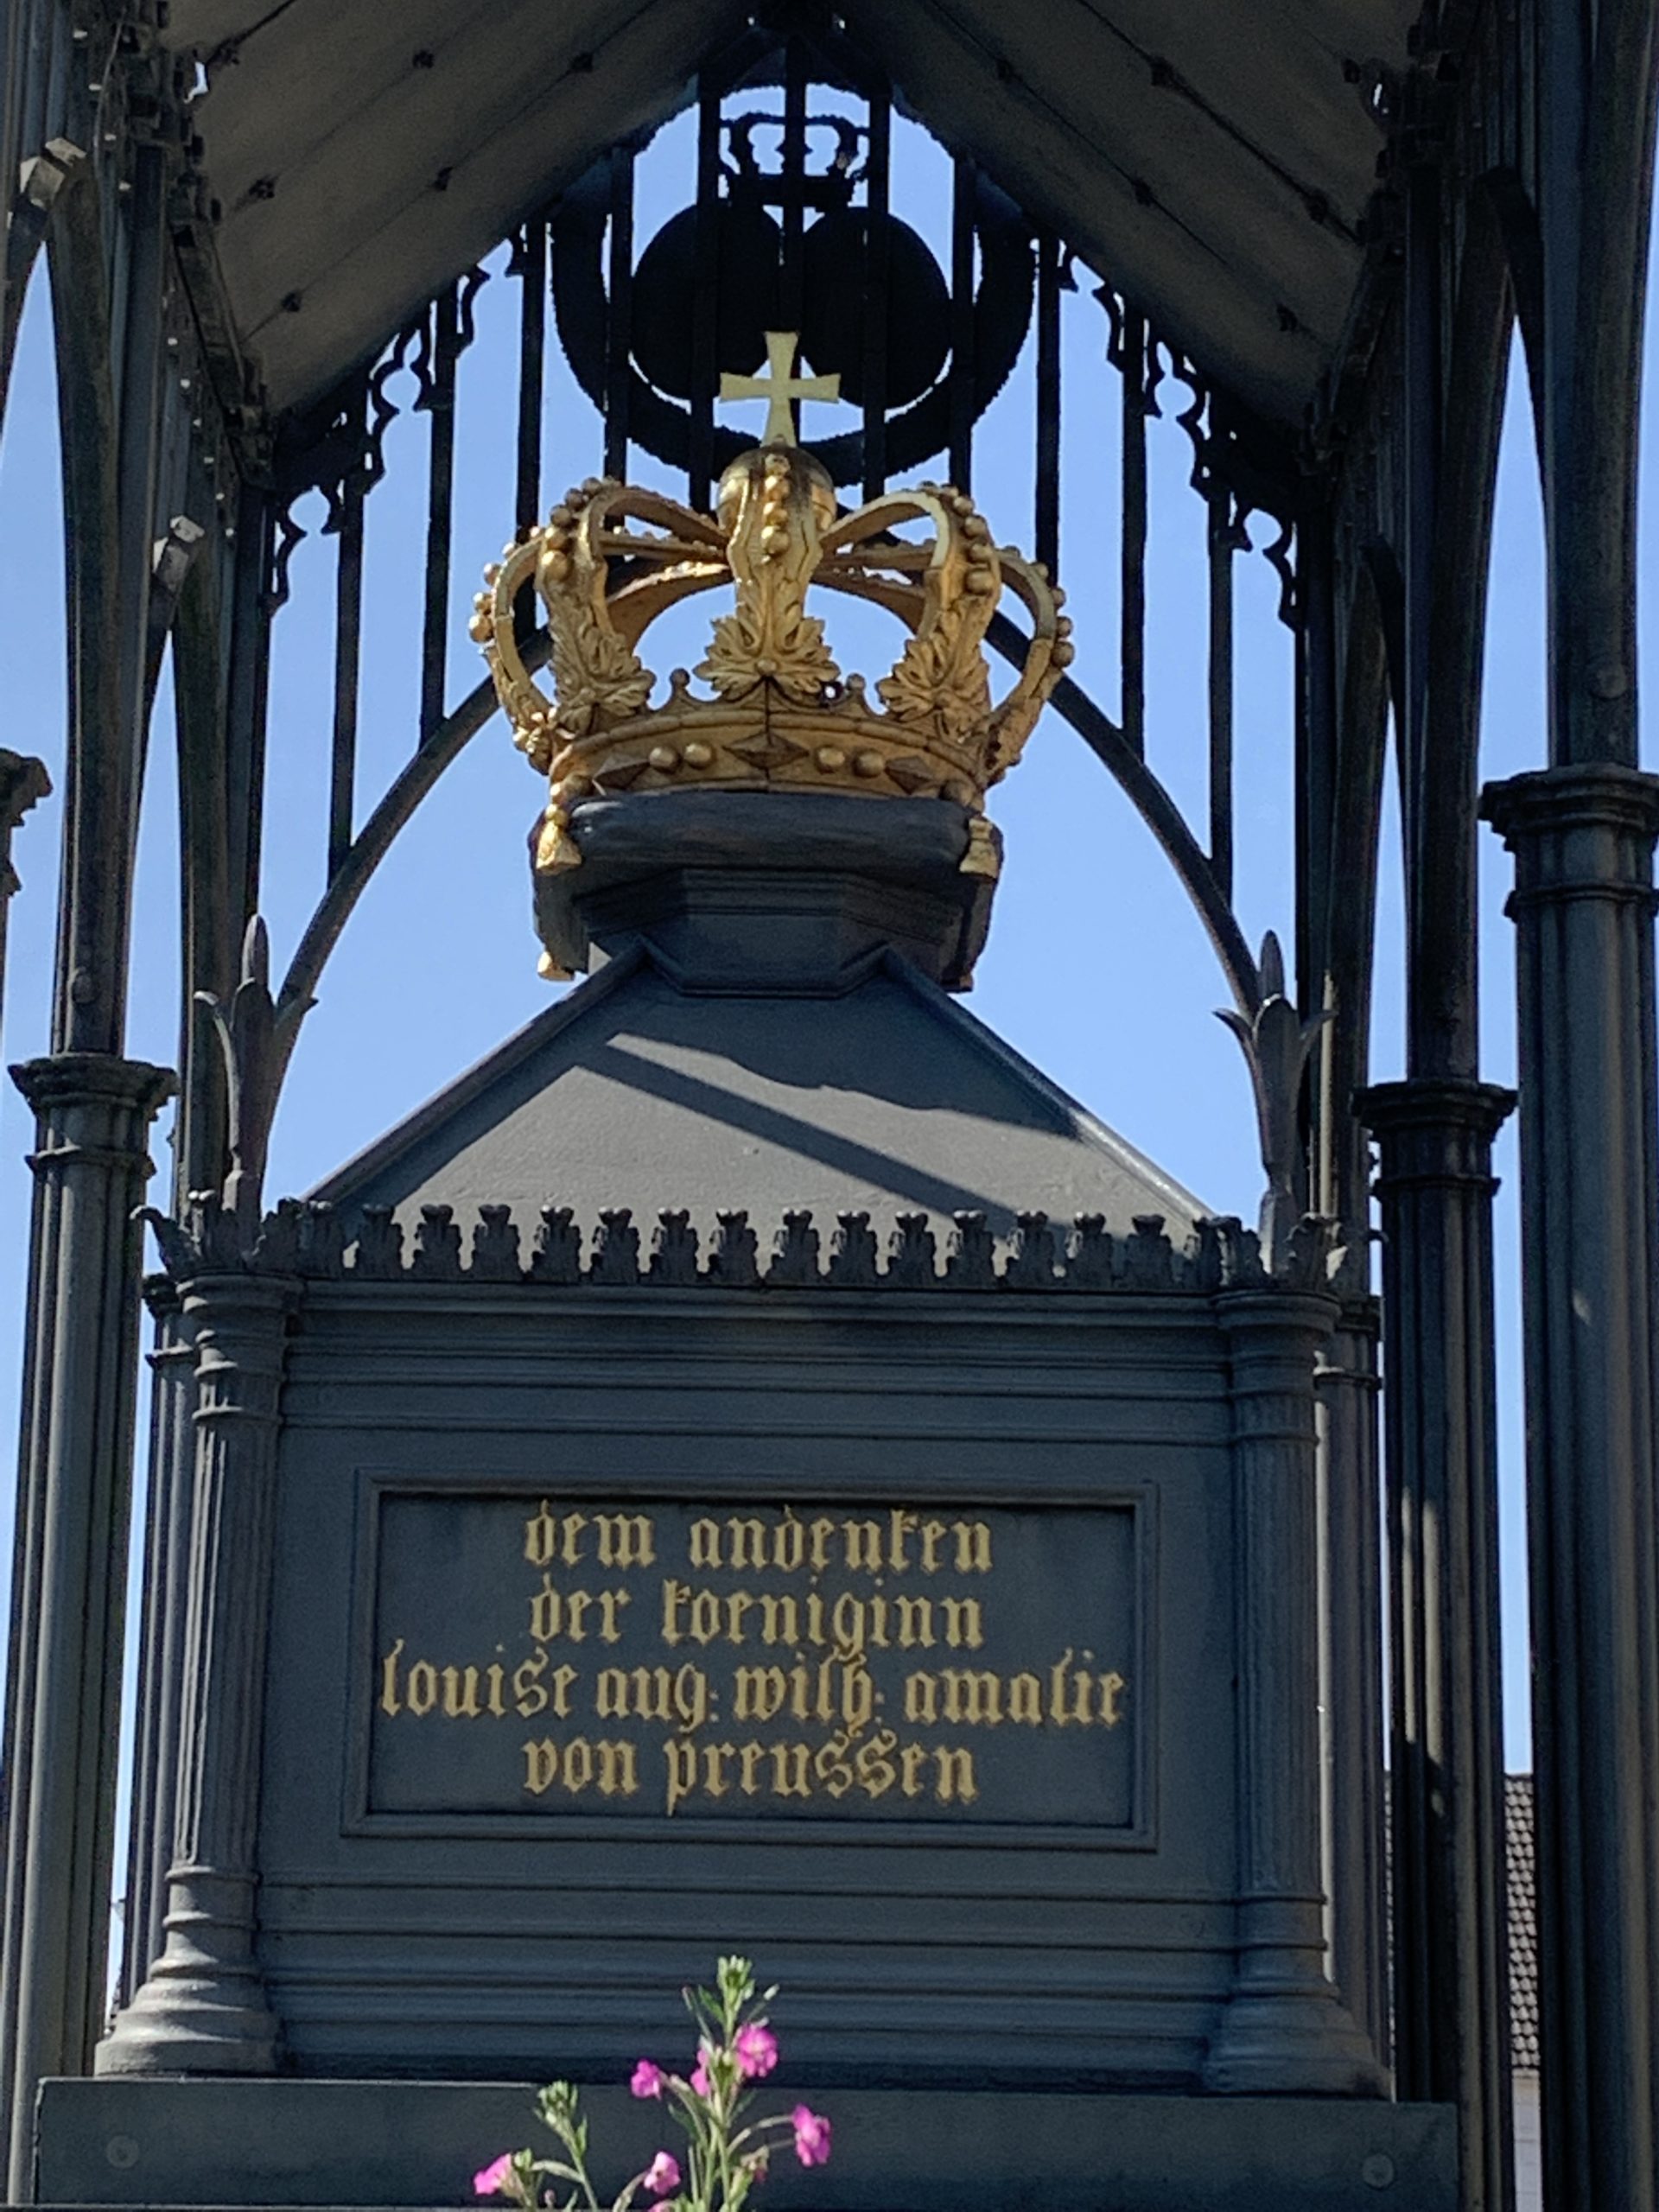 dem andenken
der koeniginn
louise aug: wilh: amalie
von preussen